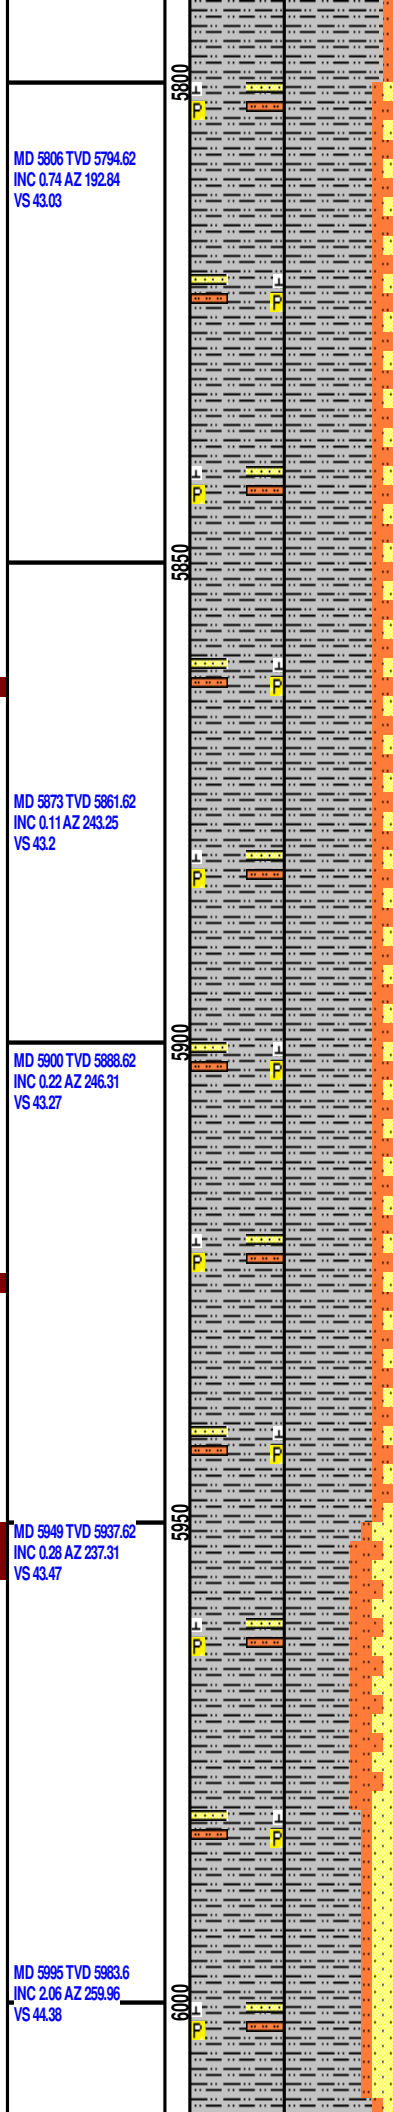 5800
P
MD 5806 TVD 5794.62
INC 0.74 AZ 192.84
VS 43.03
P
P
5850
P
MD 5873 TVD 5861.62
INC 0.11 AZ 243.25
VS 43.2
P
5900
MD 5900 TVD 5888.62
INC 0.22 AZ 246.31
VS 43.27
P
P
P
5950
MD 5949 TVD 5937.62
INC 0.28 AZ 237.31
VS 43.47
P
P
MD 5995 TVD 5983.6
INC 2.06 AZ 259.96
VS 44.38
6000
P